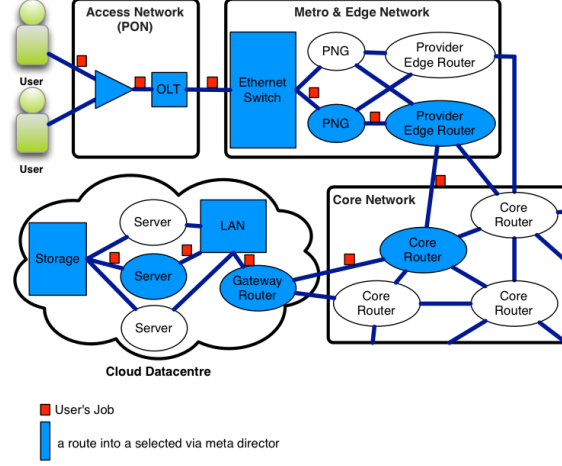 Access Network
(PON)
Metro & Edge Network
User
User
OLT
Ethernet
Switch
PNG
PNG
Provider
Edge Router
Provider
Edge Router
Core Network
Core
Router
Core
Router
Core
Router
Core
Router
Storage
Server
Server
Server
LAN
Gateway
Router
Cloud Datacentre
User's Job
a route into a selected via meta director